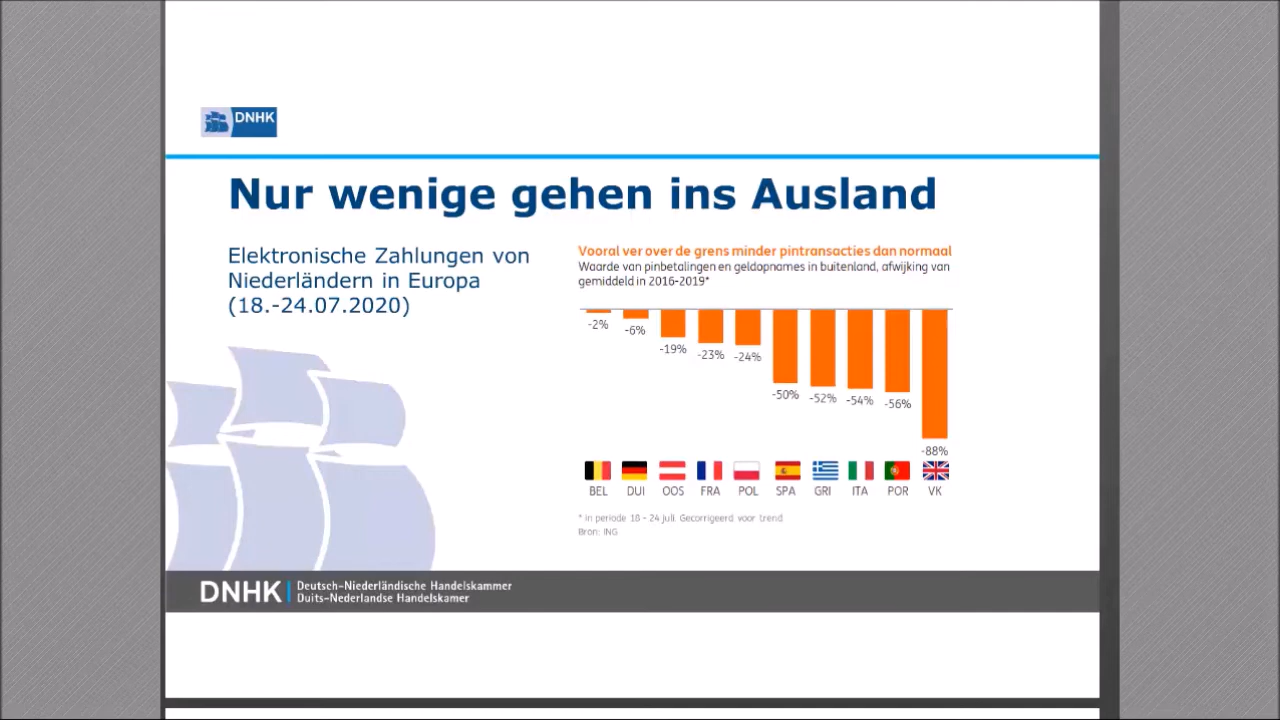 DNHK
Nur wenige gehen ins Ausland
Elektronische Zahlungen von
Niederländern in Europa
(18.-24.07.2020)
Vooral ver over de grens minder pintransacties dan normaal
Waarde van pinbetalingen en geldopnames in buitenland, afwijking van
gemiddeld in 2016-2019*
-2% -6% -19% -23% -24% -50% -52% -54% -56% -88%
BEL DUI OOS FRA POL SPA GRI ITA POR VK
* in periode 18 - 24 juli. Gecorrigeerd voor trend
Bron: ING
DNHK
Deutsch-Niederländische Handelskammer
Duits-Nederlandse Handelskamer